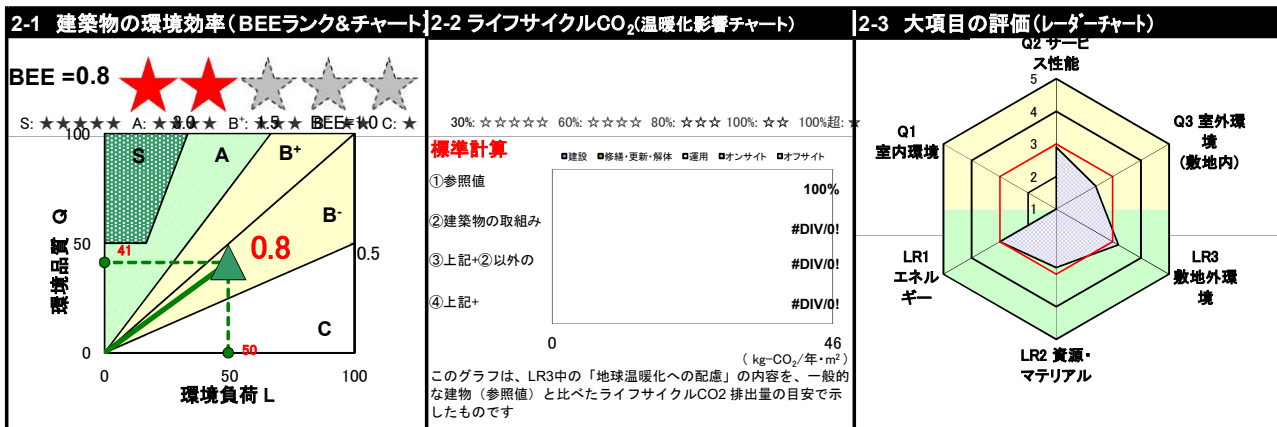 2-1 建築物の環境効率(BEEランク&チャート)
BEE =0.8
S: ★★★★★ A: ★★★★ B⁺: ★★★ B⁻: ★★ C: ★
3.0 1.5 BEE=1.0
100
S
A
B⁺
B⁻
50
41
0.8
0.5
C
環境品質 Q
0
50
0
50
100
環境負荷 L
2-2 ライフサイクルCO₂(温暖化影響チャート)
30%: ☆☆☆☆☆ 60%: ☆☆☆☆ 80%: ☆☆☆ 100%: ☆☆ 100%超: ★
標準計算
■建設 ■修繕・更新・解体 ■運用 ■オンサイト ■オフサイト
①参照値
100%
②建築物の取組み
#DIV/0!
③上記+②以外の
#DIV/0!
④上記+
#DIV/0!
0
46
( kg-CO₂/年・m²)
このグラフは、LR3中の「地球温暖化への配慮」の内容を、一般的
な建物(参照値)と比べたライフサイクルCO2 排出量の目安で示
したものです
2-3 大項目の評価(レーダーチャート)
Q2 サービ
ス性能
5
4
3
2
1
Q1
室内環境
Q3 室外環
境
(敷地内)
LR1
エネル
ギー
LR3
敷地外環
境
LR2 資源・
マテリアル